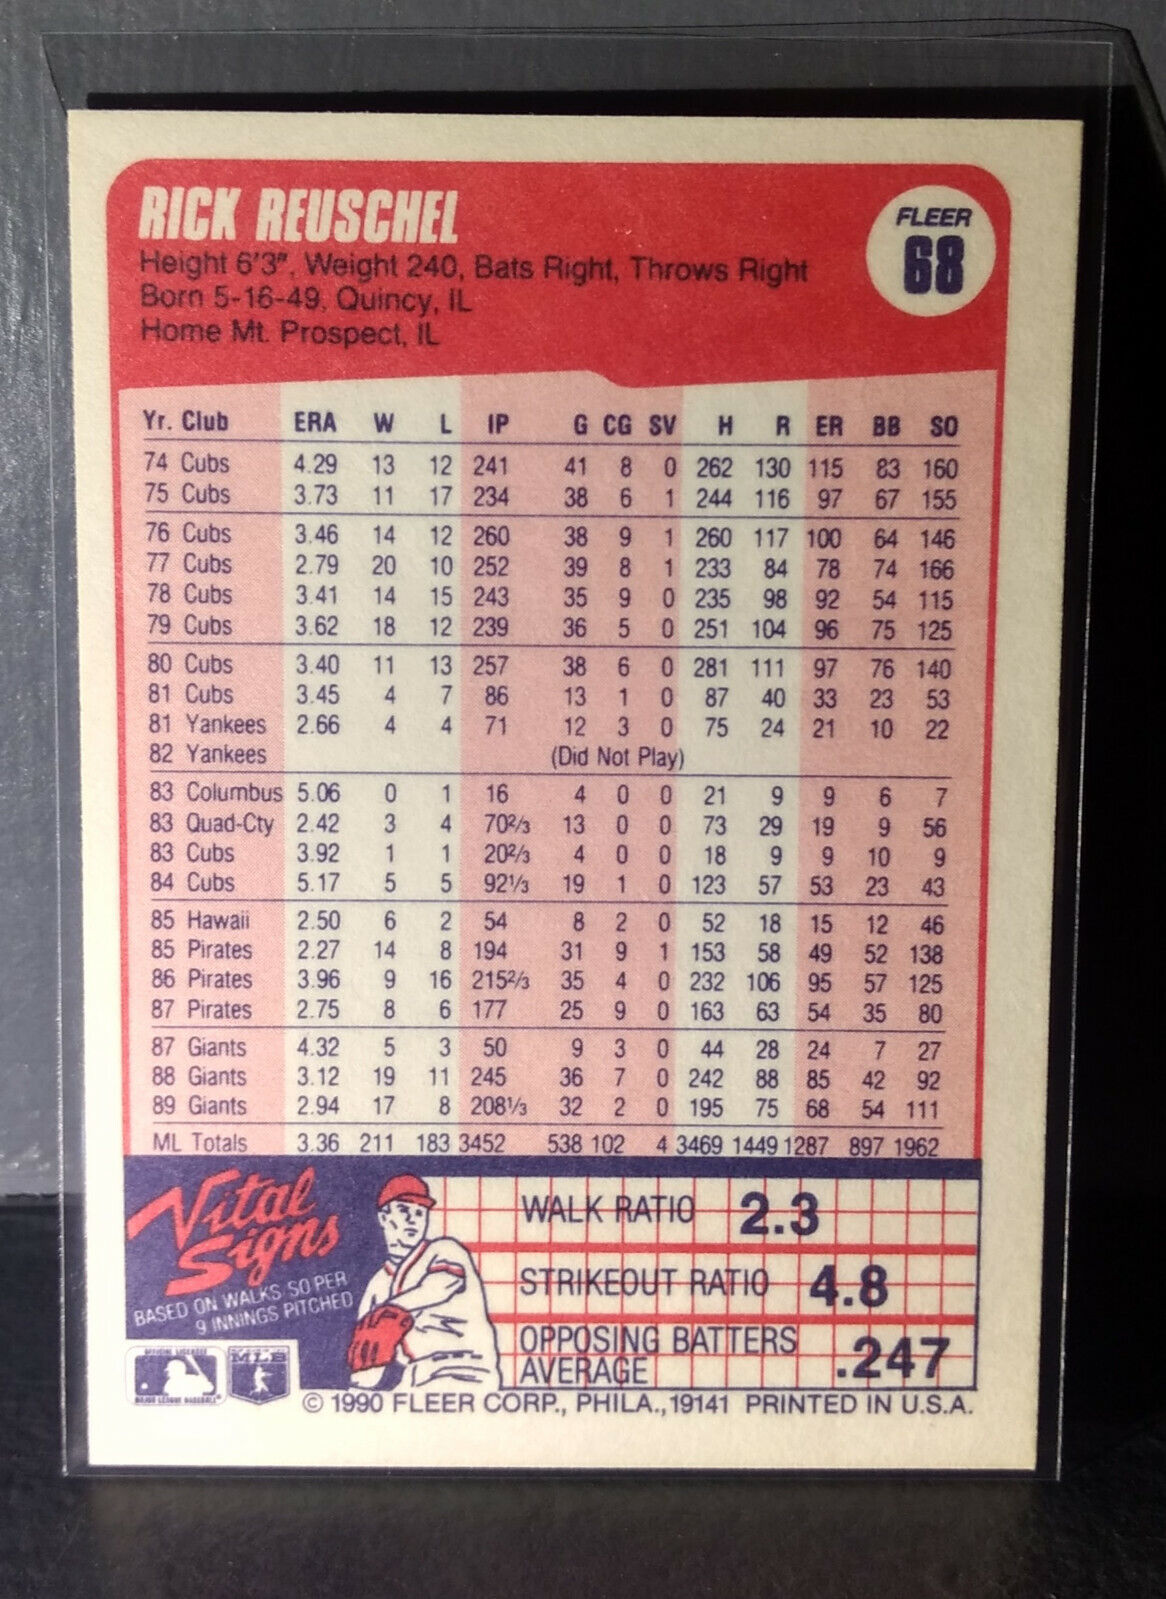 RICK REUSCHEL
FLEER
68
Height 6'3", Weight 240, Bats Right, Throws Right
Born 5-16-49, Quincy, IL
Home Mt. Prospect, IL
Yr. Club ERA W L IP G CG SV H R ER BB SO
74 Cubs 4.29 13 12 241 41 8 0 262 130 115 83 160
75 Cubs 3.73 11 17 234 38 6 1 244 116 97 67 155
76 Cubs 3.46 14 12 260 38 9 1 260 117 100 64 146
77 Cubs 2.79 20 10 252 39 8 1 233 84 78 74 166
78 Cubs 3.41 14 15 243 35 9 0 235 98 92 54 115
79 Cubs 3.62 18 12 239 36 5 0 251 104 96 75 125
80 Cubs 3.40 11 13 257 38 6 0 281 111 97 76 140
81 Cubs 3.45 4 7 86 13 1 0 87 40 33 23 53
81 Yankees 2.66 4 4 71 12 3 0 75 24 21 10 22
82 Yankees (Did Not Play)
83 Columbus 5.06 0 1 16 4 0 0 21 9 9 6 7
83 Quad-Cty 2.42 3 4 70 2/3 13 0 0 73 29 19 9 56
83 Cubs 3.92 1 1 20 2/3 4 0 0 18 9 9 10 9
84 Cubs 5.17 5 5 92 1/3 19 1 0 123 57 53 23 43
85 Hawaii 2.50 6 2 54 8 2 0 52 18 15 12 46
85 Pirates 2.27 14 8 194 31 9 1 153 58 49 52 138
86 Pirates 3.96 9 16 215 2/3 35 4 0 232 106 95 57 125
87 Pirates 2.75 8 6 177 25 9 0 163 63 54 35 80
87 Giants 4.32 5 3 50 9 3 0 44 28 24 7 27
88 Giants 3.12 19 11 245 36 7 0 242 88 85 42 92
89 Giants 2.94 17 8 208 1/3 32 2 0 195 75 68 54 111
ML Totals 3.36 211 183 3452 538 102 4 3469 1449 1287 897 1962
Vital
Signs
BASED ON WALKS SO PER
9 INNINGS PITCHED
WALK RATIO 2.3
STRIKEOUT RATIO 4.8
OPPOSING BATTERS
AVERAGE .247
OFFICIAL LICENSEE
MAJOR LEAGUE BASEBALL
MLB
© 1990 FLEER CORP., PHILA., 19141 PRINTED IN U.S.A.